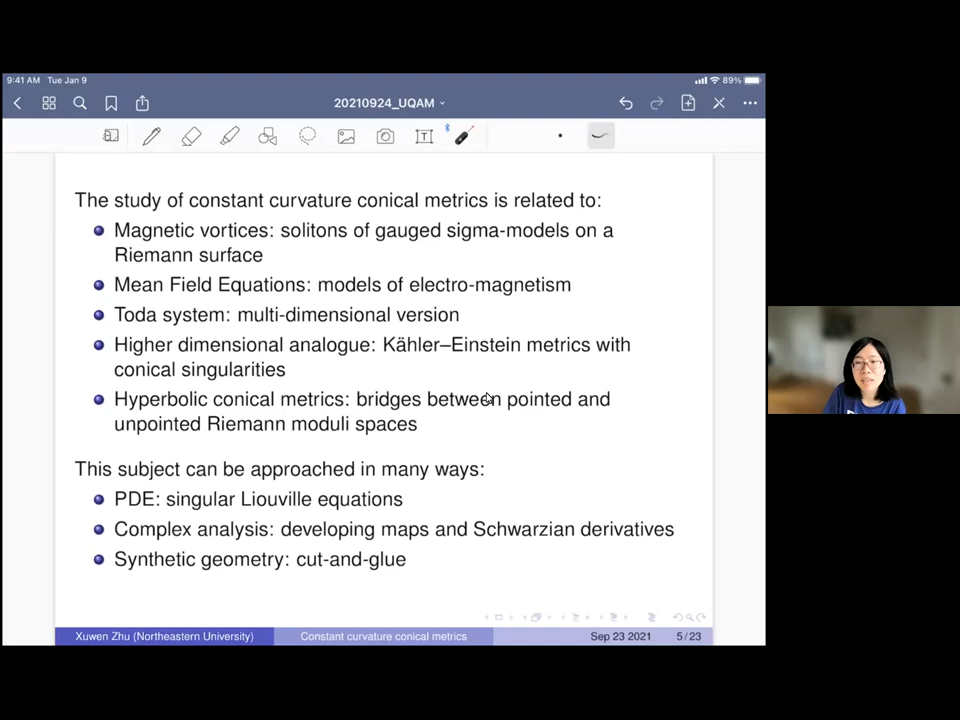 9:41 AM Tue Jan 9
89%
20210924_UQAM
T
The study of constant curvature conical metrics is related to:
Magnetic vortices: solitons of gauged sigma-models on a
Riemann surface
Mean Field Equations: models of electro-magnetism
Toda system: multi-dimensional version
Higher dimensional analogue: Kähler–Einstein metrics with
conical singularities
Hyperbolic conical metrics: bridges between pointed and
unpointed Riemann moduli spaces
This subject can be approached in many ways:
PDE: singular Liouville equations
Complex analysis: developing maps and Schwarzian derivatives
Synthetic geometry: cut-and-glue
Xuwen Zhu (Northeastern University) Constant curvature conical metrics Sep 23 2021 5 / 23